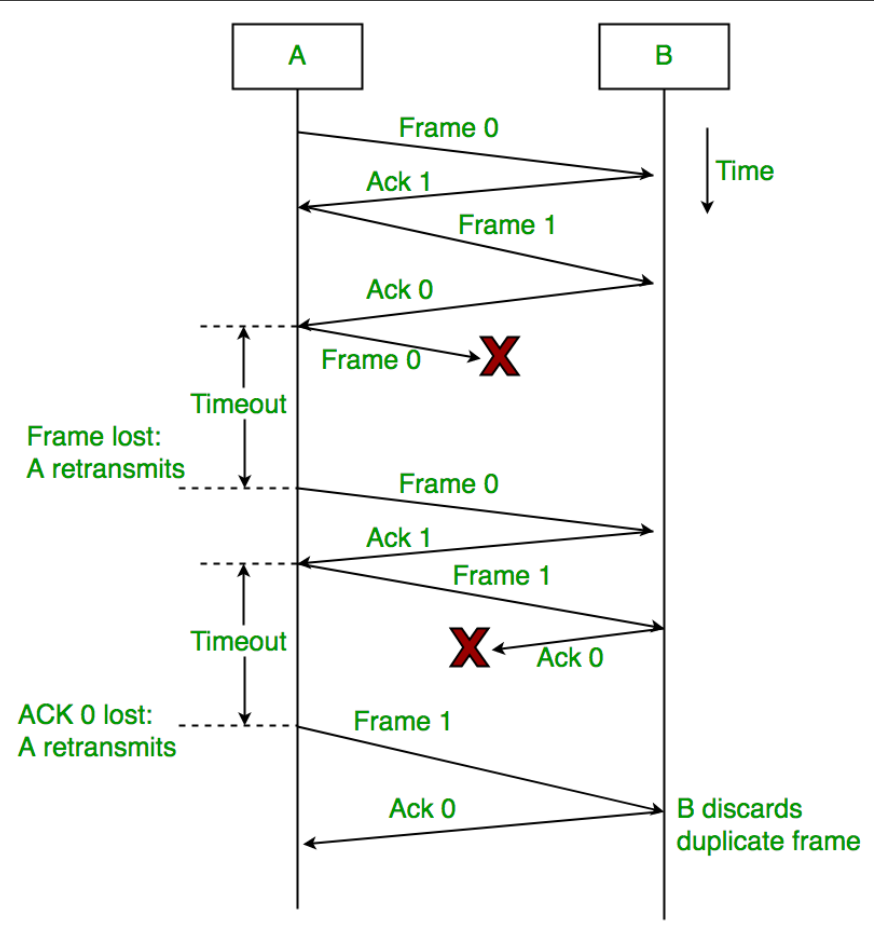 A
B
Frame 0
Time
Ack 1
Frame 1
Ack 0
X
Frame 0
Timeout
Frame lost:
A retransmits
Frame 0
Ack 1
Frame 1
Timeout
X
Ack 0
ACK 0 lost:
A retransmits
Frame 1
Ack 0
B discards
duplicate frame